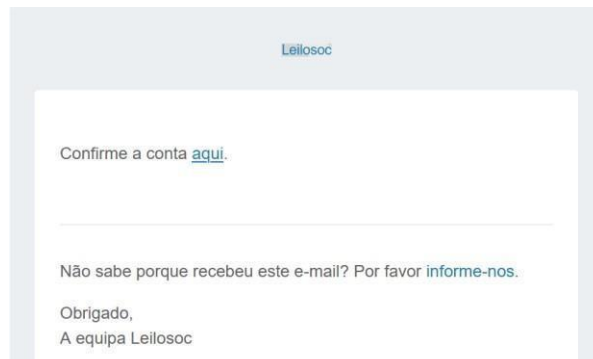 Leilosoc
Confirme a conta aqui.
Não sabe porque recebeu este e-mail? Por favor informe-nos.
Obrigado,
A equipa Leilosoc